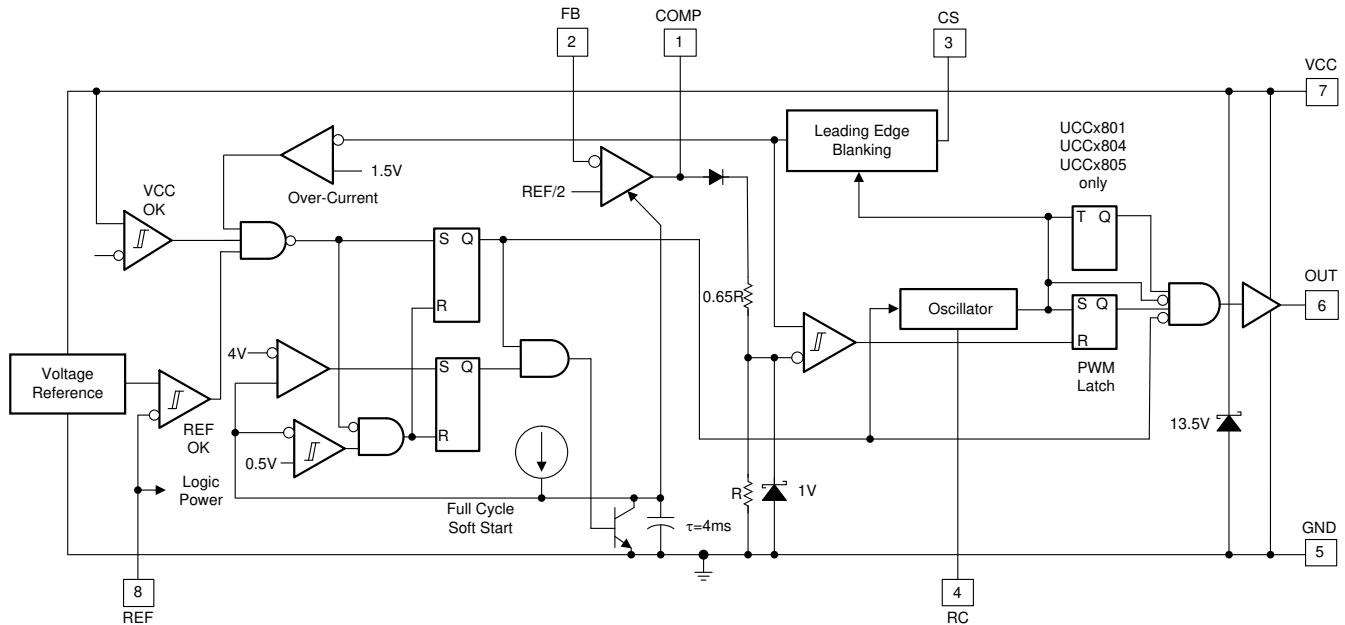 FB
2
COMP
1
CS
3
VCC
7
Leading Edge
Blanking
UCCx801
UCCx804
UCCx805
only
1.5V
Over-Current
REF/2
VCC
OK
T Q
S Q
R
0.65R
Oscillator
S Q
R
PWM
Latch
OUT
6
4V
S Q
R
Voltage
Reference
REF
OK
0.5V
13.5V
Logic
Power
Full Cycle
Soft Start
R
1V
τ=4ms
GND
5
8
REF
4
RC